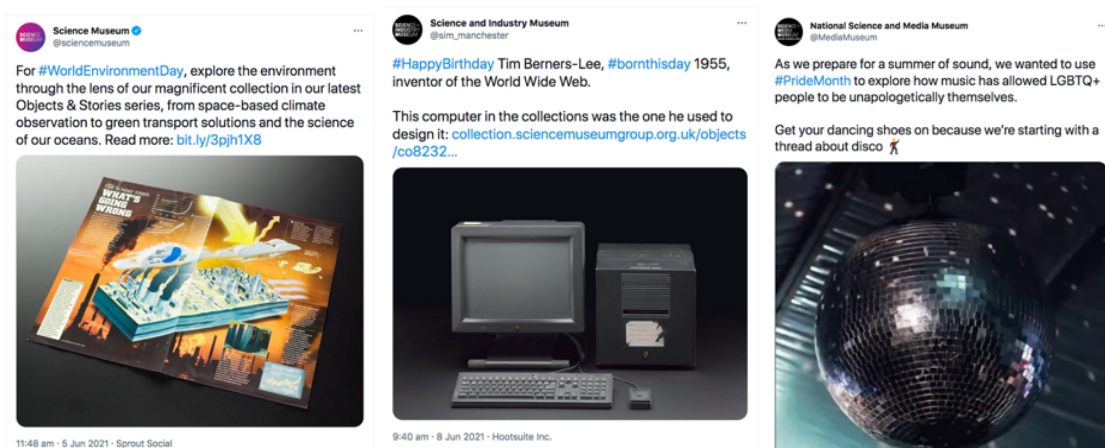 Science Museum
@sciencemuseum
For #WorldEnvironmentDay, explore the environment
through the lens of our magnificent collection in our latest
Objects & Stories series, from space-based climate
observation to green transport solutions and the science
of our oceans. Read more: bit.ly/3pjh1X8
WHAT'S
GOING
WRONG
11:48 am · 5 Jun 2021 · Sprout Social
Science and Industry Museum
@sim_manchester
#HappyBirthday Tim Berners-Lee, #bornthisday 1955,
inventor of the World Wide Web.
This computer in the collections was the one he used to
design it: collection.sciencemuseumgroup.org.uk/objects
/co8232...
9:40 am · 8 Jun 2021 · Hootsuite Inc.
National Science and Media Museum
@MediaMuseum
As we prepare for a summer of sound, we wanted to use
#PrideMonth to explore how music has allowed LGBTQ+
people to be unapologetically themselves.
Get your dancing shoes on because we're starting with a
thread about disco